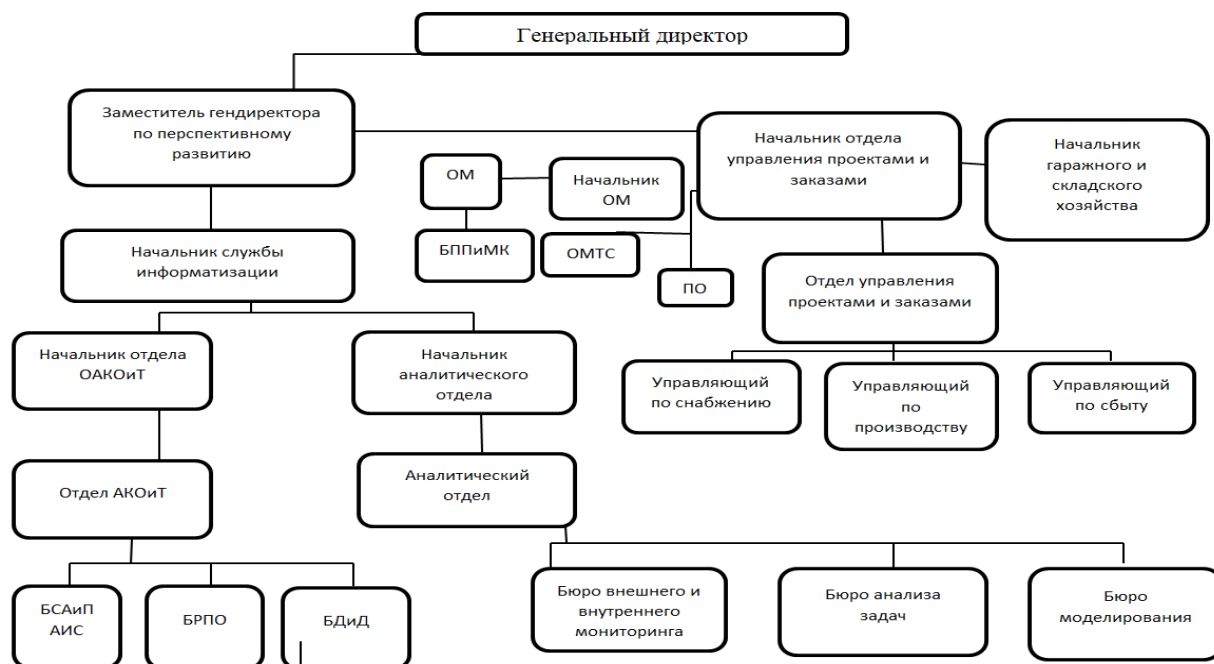 Генеральный директор
Заместитель гендиректора
по перспективному
развитию
Начальник отдела
управления проектами и
заказами
Начальник
гаражного и
складского
хозяйства
ОМ
Начальник
ОМ
БППиМК
ОМТС
ПО
Начальник службы
информатизации
Отдел управления
проектами и заказами
Начальник отдела
ОАКОиТ
Начальник
аналитического
отдела
Управляющий
по снабжению
Управляющий
по
производству
Управляющий
по сбыту
Отдел АКОиТ
Аналитический
отдел
БСАиП
АИС
БРПО
БДиД
Бюро внешнего и
внутреннего
мониторинга
Бюро анализа
задач
Бюро
моделирования